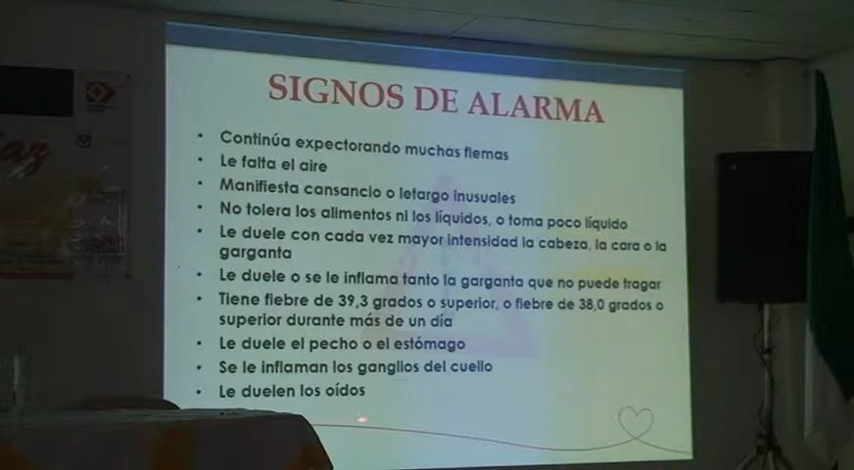 SIGNOS DE ALARMA
• Continúa expectorando muchas flemas
• Le falta el aire
• Manifiesta cansancio o letargo inusuales
• No tolera los alimentos ni los líquidos, o toma poco líquido
• Le duele con cada vez mayor intensidad la cabeza, la cara o la
garganta
• Le duele o se le inflama tanto la garganta que no puede tragar
• Tiene fiebre de 39,3 grados o superior, o fiebre de 38,0 grados o
superior durante más de un día
• Le duele el pecho o el estómago
• Se le inflaman los ganglios del cuello
• Le duelen los oídos